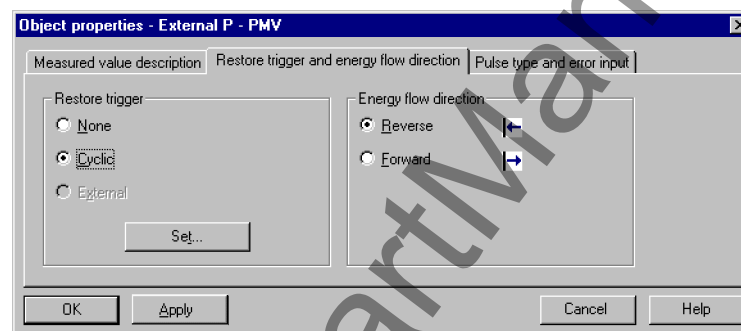 Object properties - External P - PMV
Measured value description
Restore trigger and energy flow direction
Pulse type and error input
Restore trigger
None
Cyclic
External
Set...
Energy flow direction
Reverse
Forward
OK
Apply
Cancel
Help
artMan